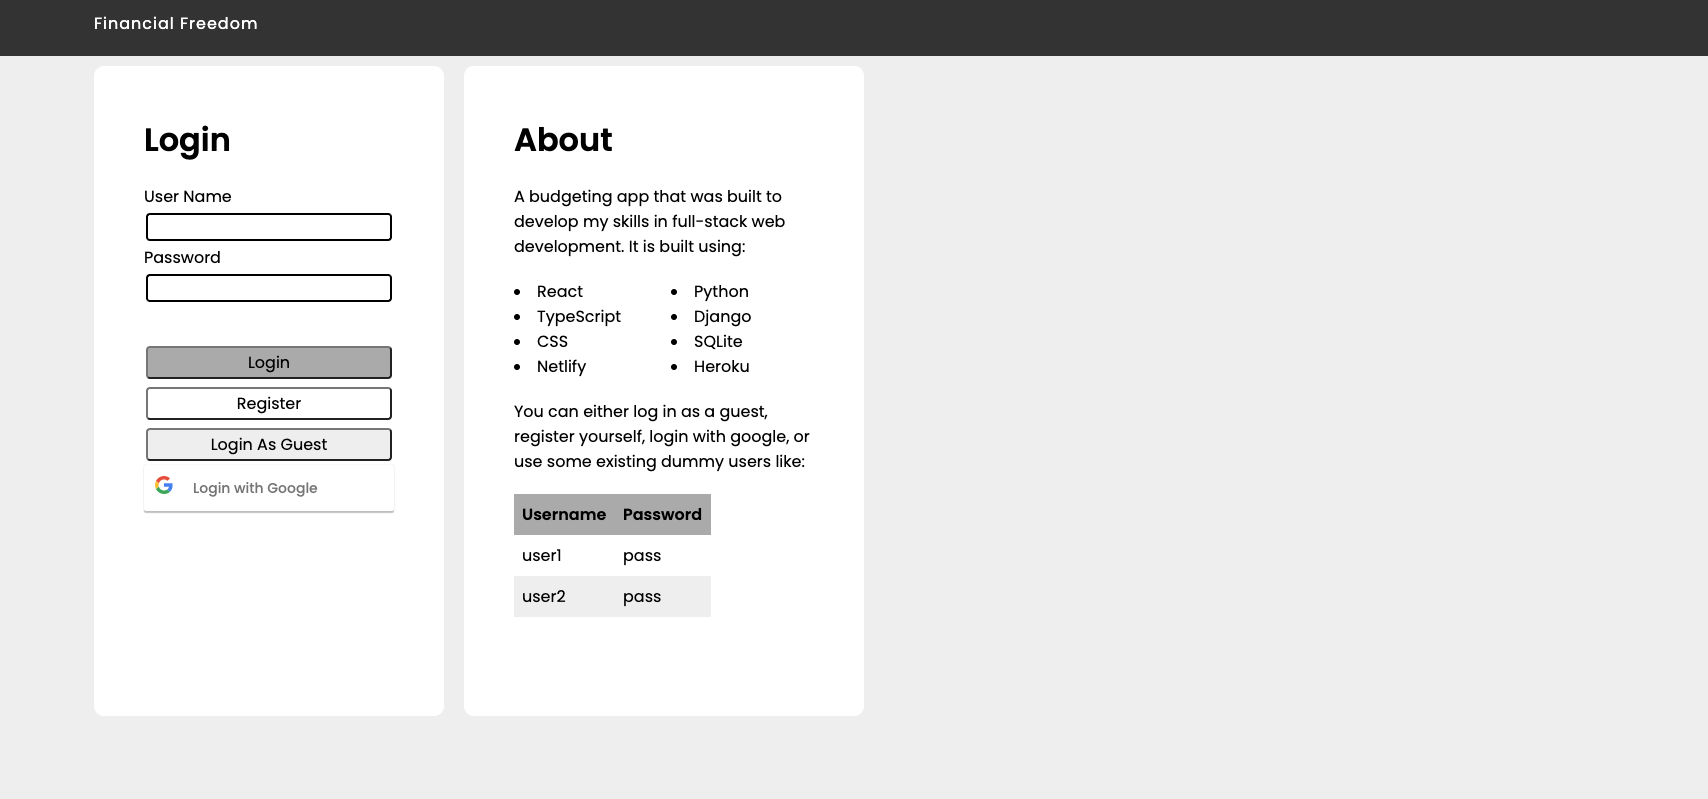 Financial Freedom
Login
User Name
Password
Login
Register
Login As Guest
Login with Google
About
A budgeting app that was built to
develop my skills in full-stack web
development. It is built using:
React
TypeScript
CSS
Netlify
Python
Django
SQLite
Heroku
You can either log in as a guest,
register yourself, login with google, or
use some existing dummy users like:
Username Password
user1 pass
user2 pass